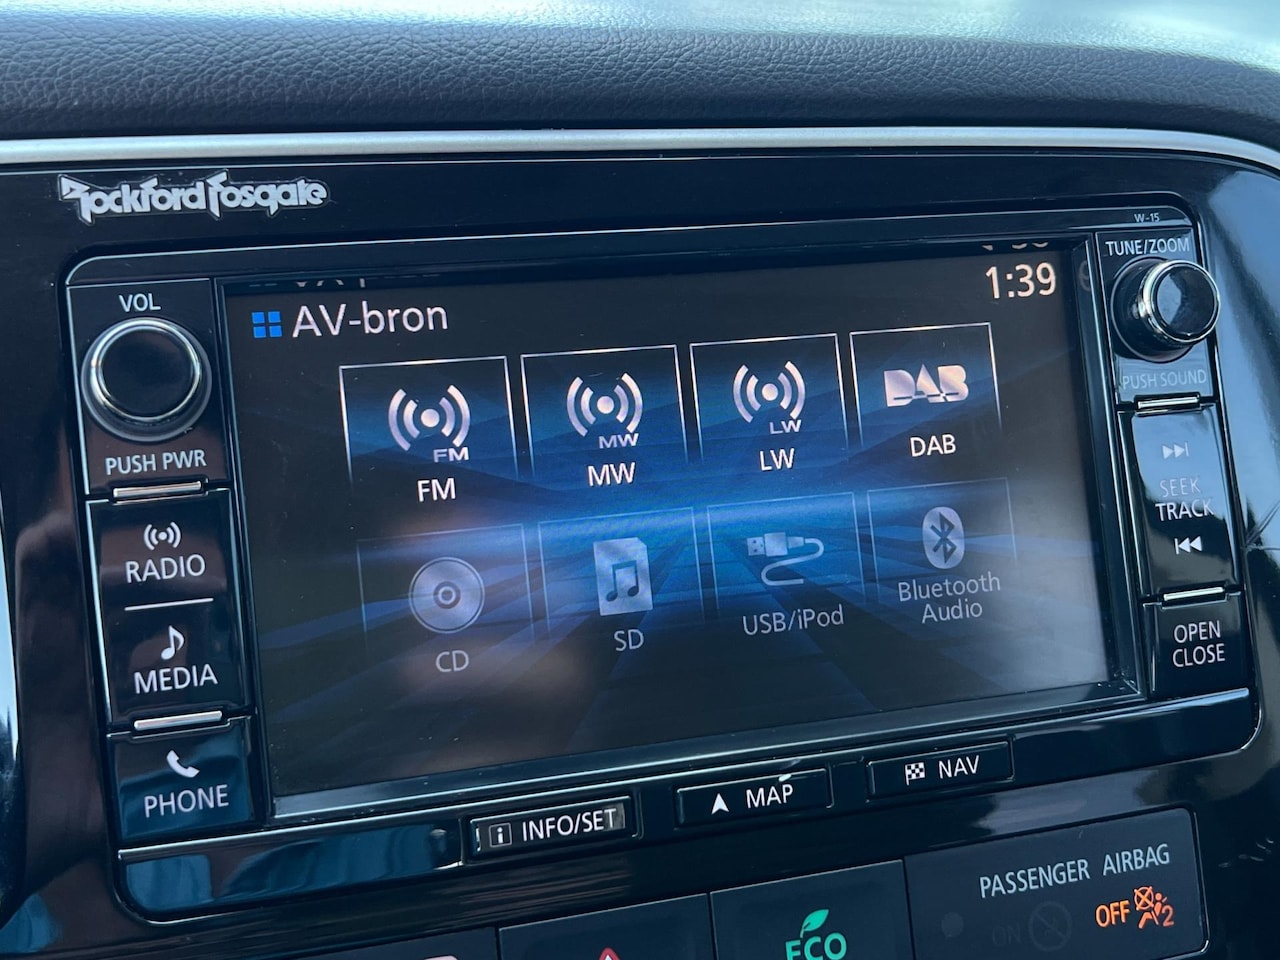 Rockford Fosgate
W-15
VOL
TUNE/ZOOM
1:39
AV-bron
PUSH SOUND
PUSH PWR
FM
MW
LW
DAB
FM
MW
LW
DAB
SEEK
TRACK
RADIO
CD
SD
USB/iPod
Bluetooth
Audio
OPEN
CLOSE
MEDIA
PHONE
INFO/SET
MAP
NAV
PASSENGER AIRBAG
ON
OFF
2
ECO